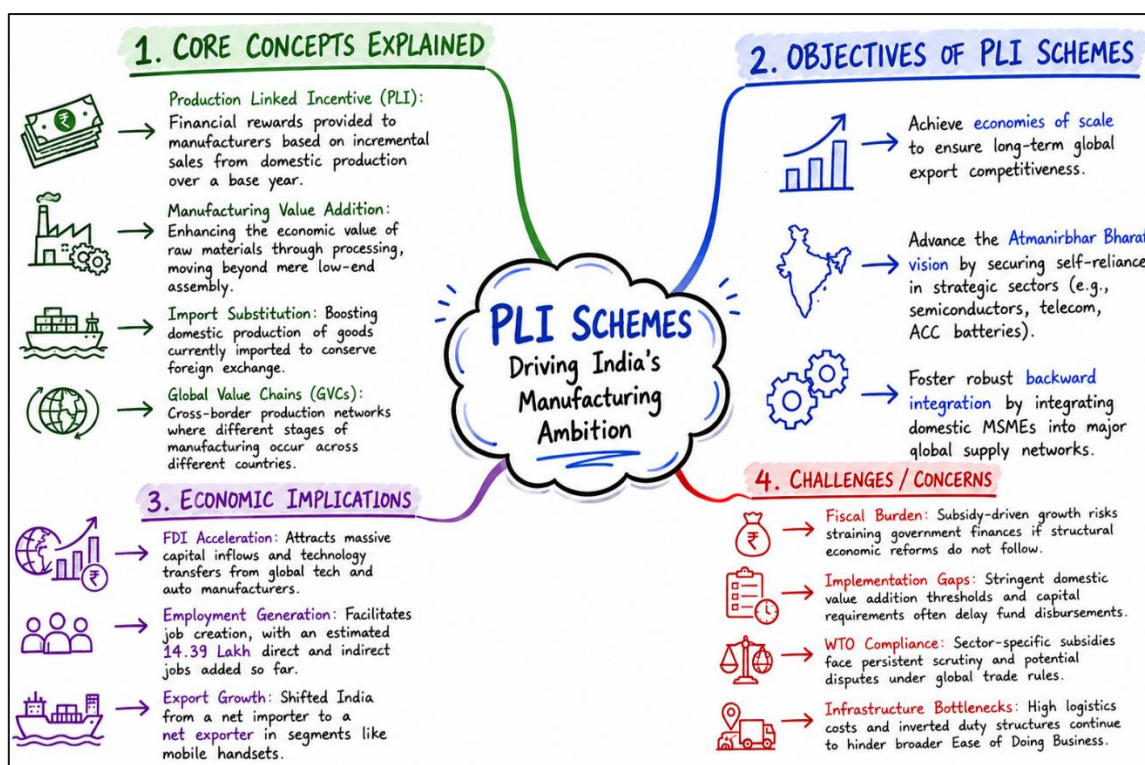 1. CORE CONCEPTS EXPLAINED
Production Linked Incentive (PLI):
Financial rewards provided to
manufacturers based on incremental
sales from domestic production
over a base year.
Manufacturing Value Addition:
Enhancing the economic value of
raw materials through processing,
moving beyond mere low-end
assembly.
Import Substitution: Boosting
domestic production of goods
currently imported to conserve
foreign exchange.
Global Value Chains (GVCs):
Cross-border production networks
where different stages of
manufacturing occur across
different countries.
2. OBJECTIVES OF PLI SCHEMES
Achieve economies of scale
to ensure long-term global
export competitiveness.
Advance the Atmanirbhar Bharat
vision by securing self-reliance
in strategic sectors (e.g.,
semiconductors, telecom,
ACC batteries).
Foster robust backward
integration by integrating
domestic MSMEs into major
global supply networks.
PLI SCHEMES
Driving India's
Manufacturing
Ambition
3. ECONOMIC IMPLICATIONS
FDI Acceleration: Attracts massive
capital inflows and technology
transfers from global tech and
auto manufacturers.
Employment Generation: Facilitates
job creation, with an estimated
14.39 Lakh direct and indirect
jobs added so far.
Export Growth: Shifted India
from a net importer to a
net exporter in segments like
mobile handsets.
4. CHALLENGES / CONCERNS
Fiscal Burden: Subsidy-driven growth risks
straining government finances if structural
economic reforms do not follow.
Implementation Gaps: Stringent domestic
value addition thresholds and capital
requirements often delay fund disbursements.
WTO Compliance: Sector-specific subsidies
face persistent scrutiny and potential
disputes under global trade rules.
Infrastructure Bottlenecks: High logistics
costs and inverted duty structures continue
to hinder broader Ease of Doing Business.
₹
₹
₹